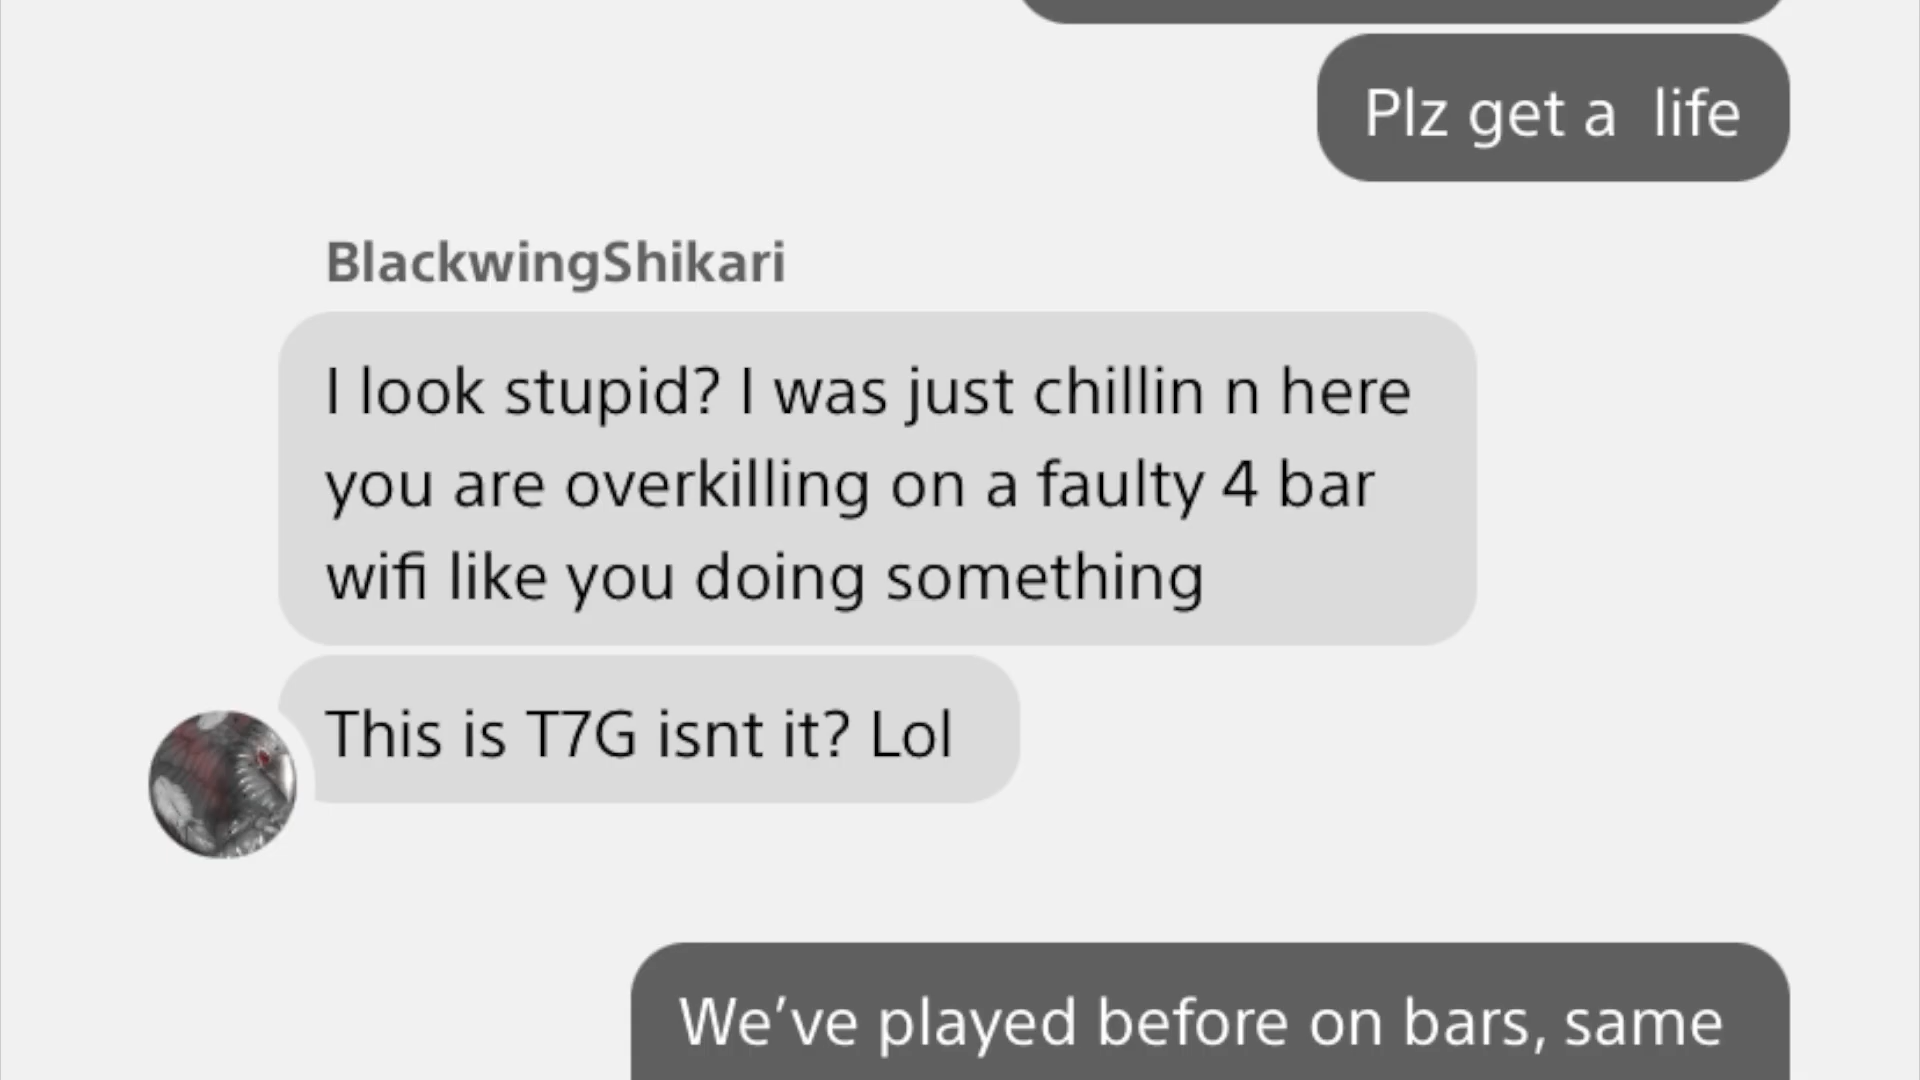 Plz get a  life
BlackwingShikari
I look stupid? I was just chillin n here
you are overkilling on a faulty 4 bar
wifi like you doing something
This is T7G isnt it? Lol
We've played before on bars, same